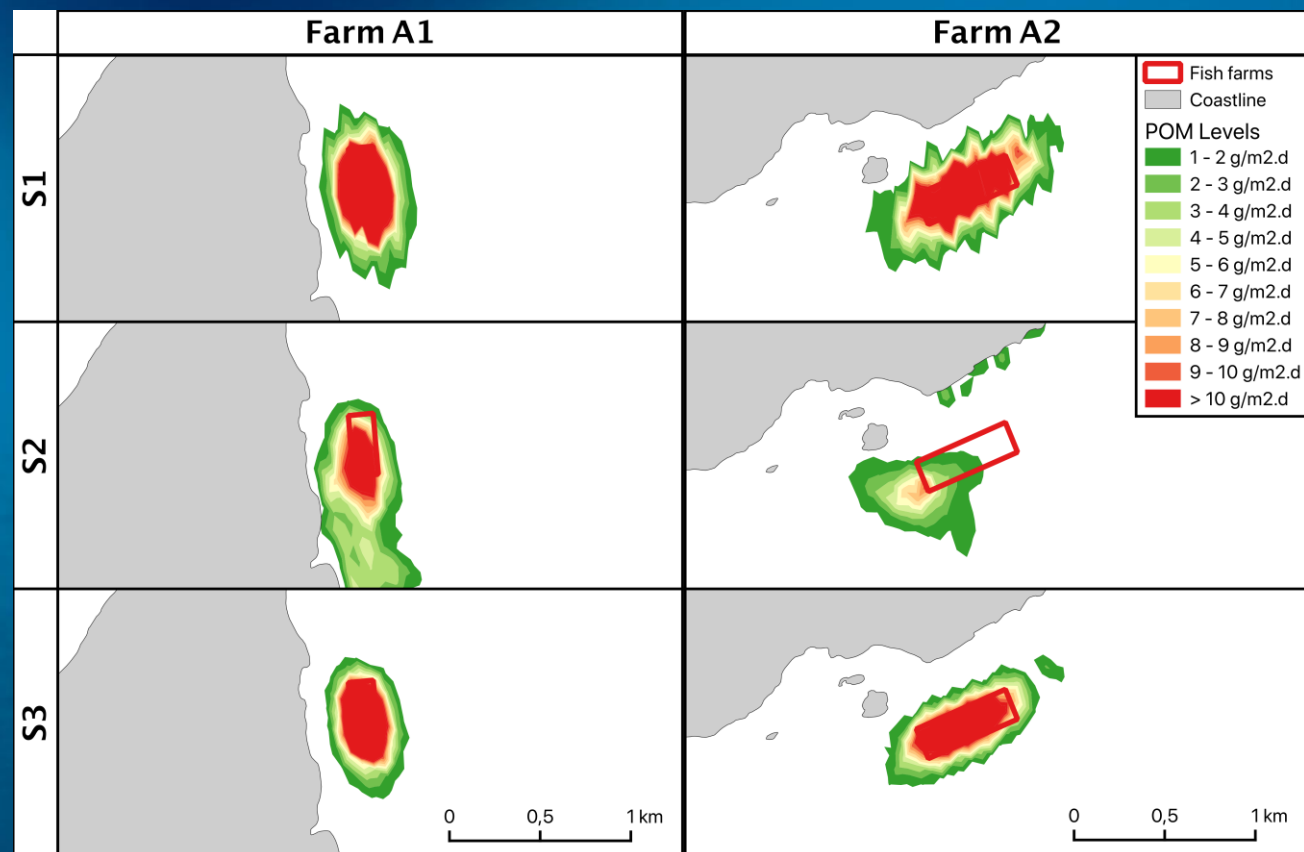 Farm A1
Farm A2
S1
Fish farms
Coastline
POM Levels
1 - 2 g/m2.d
2 - 3 g/m2.d
3 - 4 g/m2.d
4 - 5 g/m2.d
5 - 6 g/m2.d
6 - 7 g/m2.d
7 - 8 g/m2.d
8 - 9 g/m2.d
9 - 10 g/m2.d
> 10 g/m2.d
S2
S3
0 0,5 1 km
0 0,5 1 km